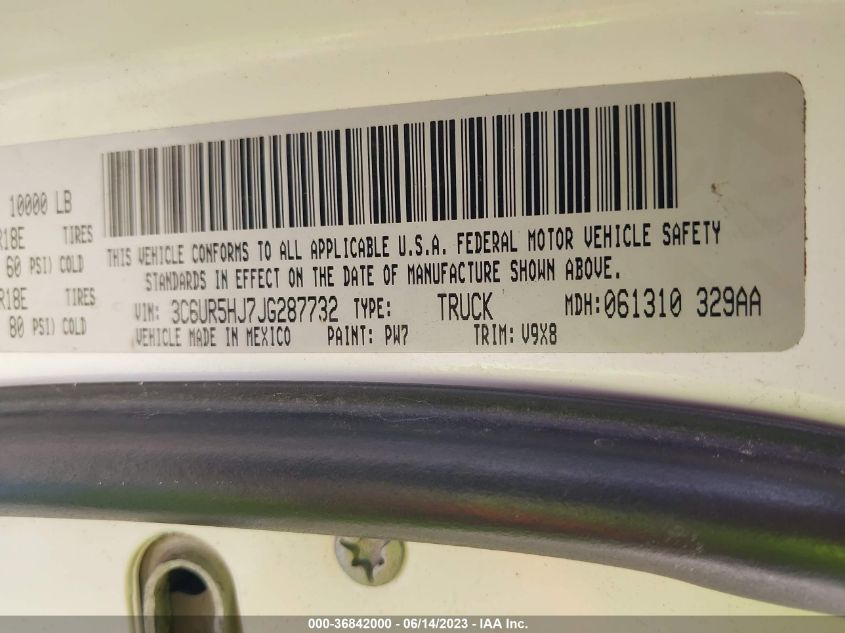 10000 LB
R18E TIRES
60 PSI) COLD
R18E TIRES
80 PSI) COLD
THIS VEHICLE CONFORMS TO ALL APPLICABLE U.S.A. FEDERAL MOTOR VEHICLE SAFETY
STANDARDS IN EFFECT ON THE DATE OF MANUFACTURE SHOWN ABOVE.
VIN: 3C6UR5HJ7JG287732 TYPE: TRUCK MDH:061310 329AA
VEHICLE MADE IN MEXICO PAINT: PW7 TRIM: V9X8
000-36842000 - 06/14/2023 - IAA Inc.